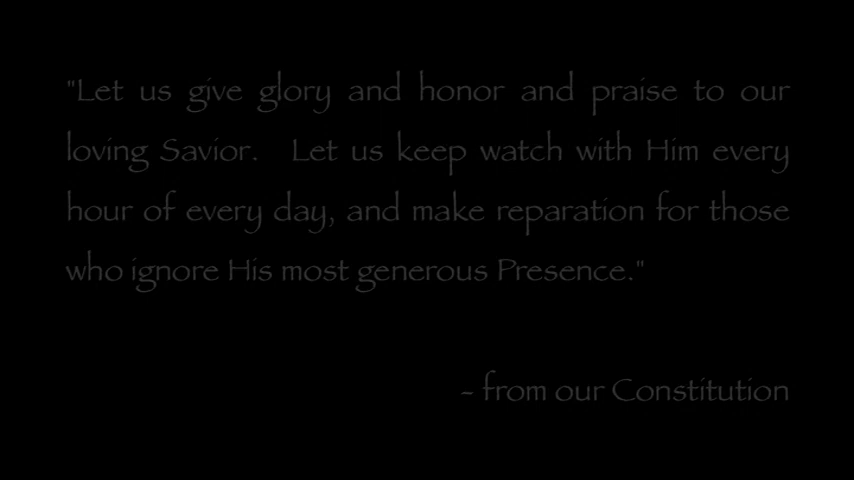 "Let us give glory and honor and praise to our
loving Savior. Let us keep watch with Him every
hour of every day, and make reparation for those
who ignore His most generous Presence."
- from our Constitution